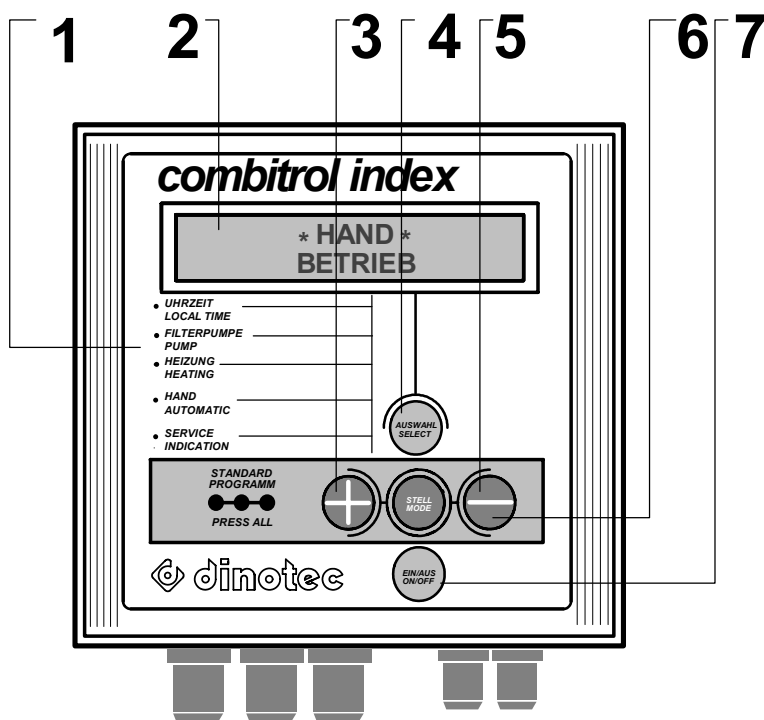 1 2 3 4 5 6 7
combitrol index
* HAND *
BETRIEB
UHRZEIT
LOCAL TIME
FILTERPUMPE
PUMP
HEIZUNG
HEATING
HAND
AUTOMATIC
SERVICE
INDICATION
AUSWAHL
SELECT
STANDARD
PROGRAMM
PRESS ALL
STELL
MODE
dinotec
EIN/AUS
ON/OFF